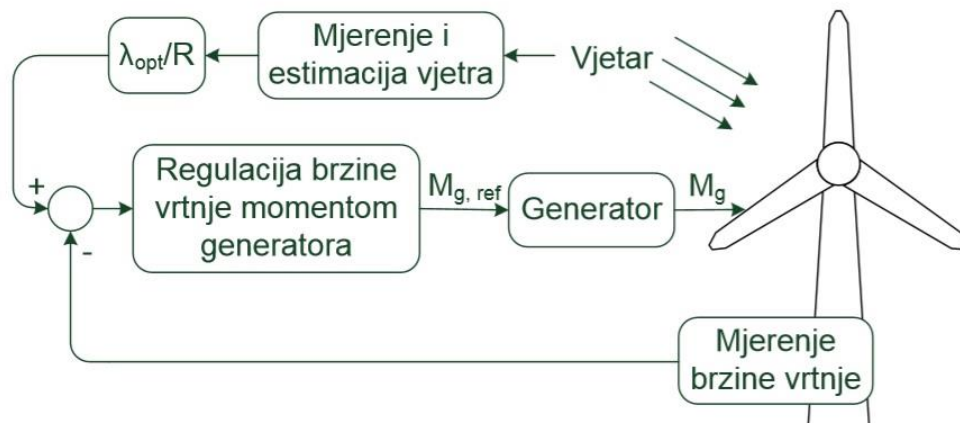 λopt/R
Mjerenje i
estimacija vjetra
Vjetar
+
-
Regulacija brzine
vrtnje momentom
generatora
Mg, ref
Generator
Mg
Mjerenje
brzine vrtnje